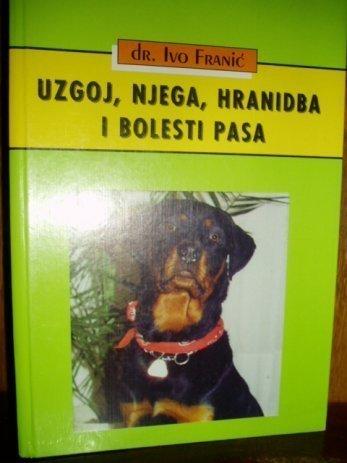 dr. Ivo Franić
UZGOJ, NJEGA, HRANIDBA
I BOLESTI PASA